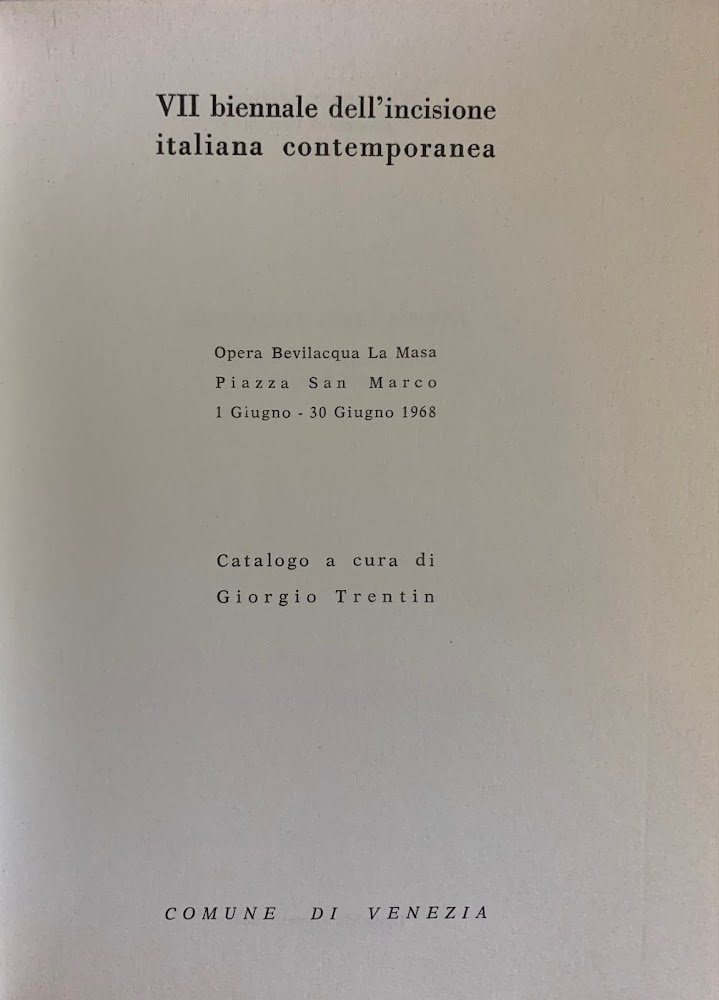 VII biennale dell'incisione
italiana contemporanea
Opera Bevilacqua La Masa
Piazza San Marco
1 Giugno - 30 Giugno 1968
Catalogo a cura di
Giorgio Trentin
COMUNE DI VENEZIA